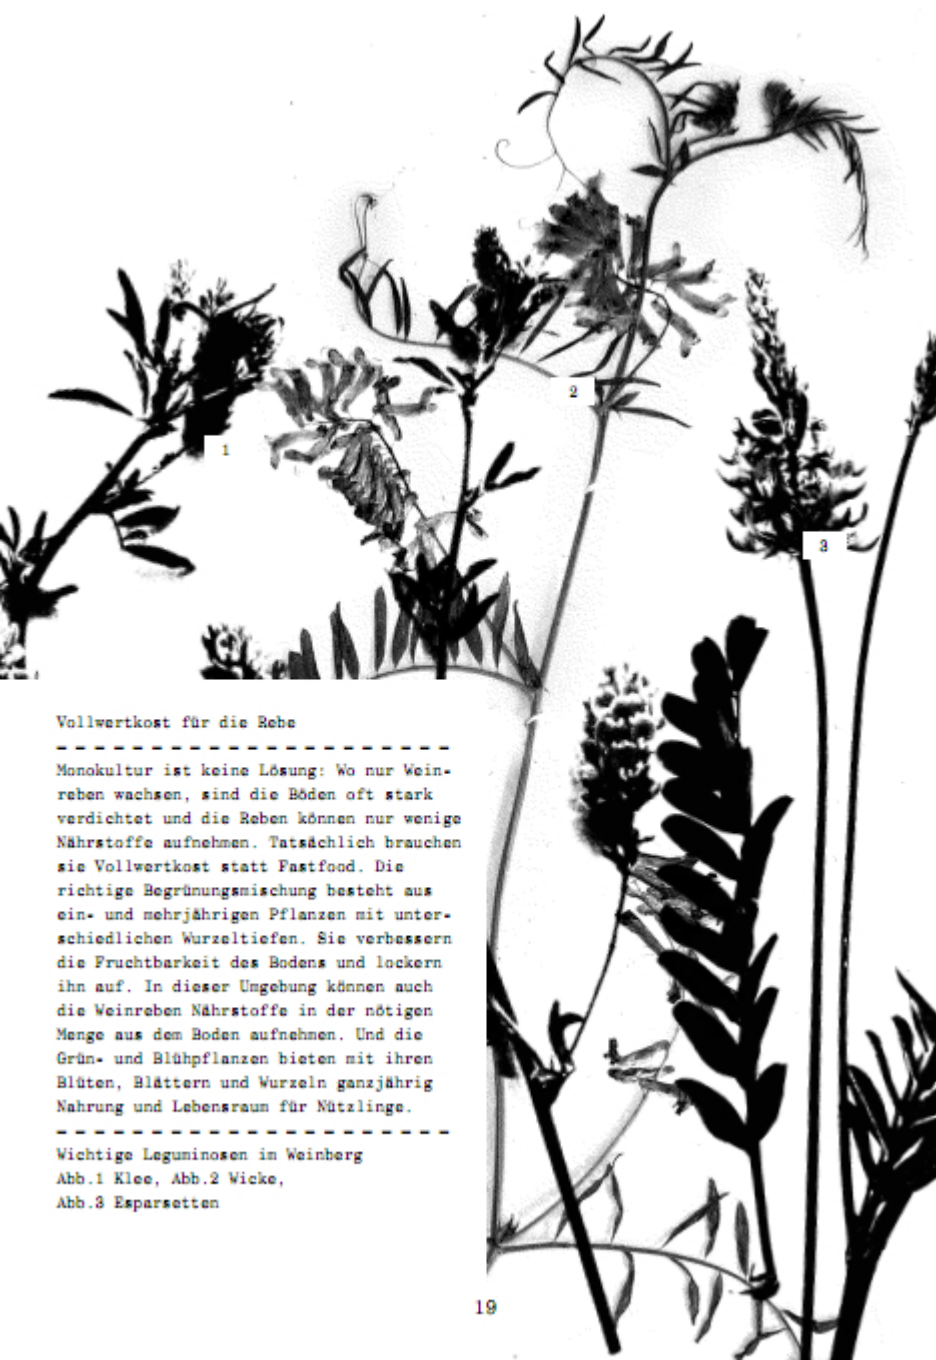 2
1
3
Vollwertkost für die Rebe
Monokultur ist keine Lösung: Wo nur Wein-
reben wachsen, sind die Böden oft stark
verdichtet und die Reben können nur wenige
Nährstoffe aufnehmen. Tatsächlich brauchen
sie Vollwertkost statt Fastfood. Die
richtige Begrünungsmischung besteht aus
ein- und mehrjährigen Pflanzen mit unter-
schiedlichen Wurzeltiefen. Sie verbessern
die Fruchtbarkeit des Bodens und lockern
ihn auf. In dieser Umgebung können auch
die Weinreben Nährstoffe in der nötigen
Menge aus dem Boden aufnehmen. Und die
Grün- und Blühpflanzen bieten mit ihren
Blüten, Blättern und Wurzeln ganzjährig
Nahrung und Lebensraum für Nützlinge.
Wichtige Leguminosen im Weinberg
Abb.1 Klee, Abb.2 Wicke,
Abb.3 Esparsetten
19